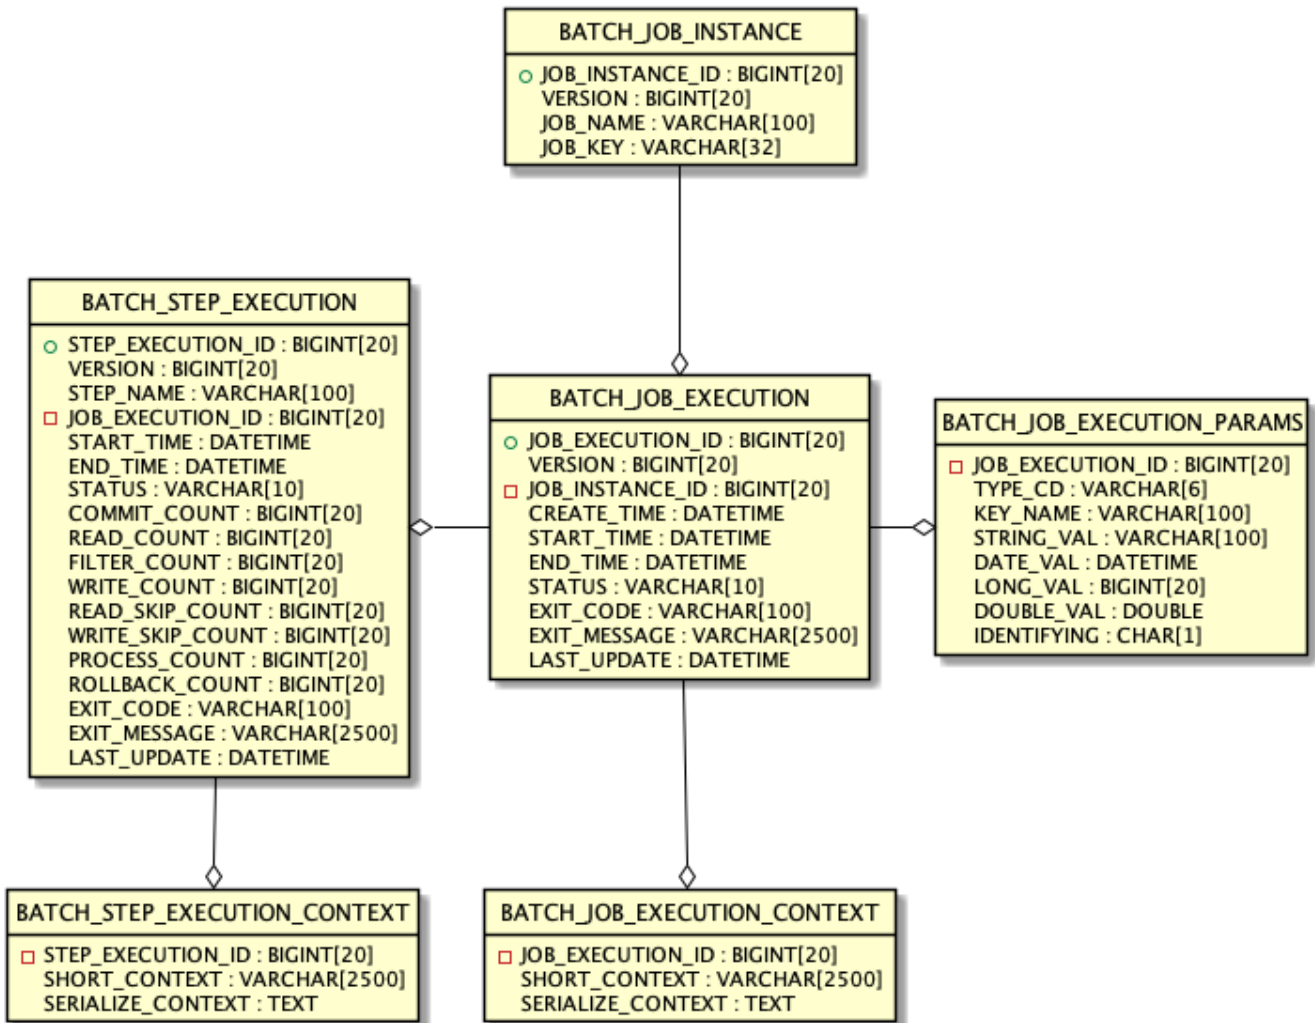 BATCH_JOB_INSTANCE
JOB_INSTANCE_ID : BIGINT[20]
VERSION : BIGINT[20]
JOB_NAME : VARCHAR[100]
JOB_KEY : VARCHAR[32]
BATCH_STEP_EXECUTION
STEP_EXECUTION_ID : BIGINT[20]
VERSION : BIGINT[20]
STEP_NAME : VARCHAR[100]
JOB_EXECUTION_ID : BIGINT[20]
START_TIME : DATETIME
END_TIME : DATETIME
STATUS : VARCHAR[10]
COMMIT_COUNT : BIGINT[20]
READ_COUNT : BIGINT[20]
FILTER_COUNT : BIGINT[20]
WRITE_COUNT : BIGINT[20]
READ_SKIP_COUNT : BIGINT[20]
WRITE_SKIP_COUNT : BIGINT[20]
PROCESS_COUNT : BIGINT[20]
ROLLBACK_COUNT : BIGINT[20]
EXIT_CODE : VARCHAR[100]
EXIT_MESSAGE : VARCHAR[2500]
LAST_UPDATE : DATETIME
BATCH_JOB_EXECUTION
JOB_EXECUTION_ID : BIGINT[20]
VERSION : BIGINT[20]
JOB_INSTANCE_ID : BIGINT[20]
CREATE_TIME : DATETIME
START_TIME : DATETIME
END_TIME : DATETIME
STATUS : VARCHAR[10]
EXIT_CODE : VARCHAR[100]
EXIT_MESSAGE : VARCHAR[2500]
LAST_UPDATE : DATETIME
BATCH_JOB_EXECUTION_PARAMS
JOB_EXECUTION_ID : BIGINT[20]
TYPE_CD : VARCHAR[6]
KEY_NAME : VARCHAR[100]
STRING_VAL : VARCHAR[100]
DATE_VAL : DATETIME
LONG_VAL : BIGINT[20]
DOUBLE_VAL : DOUBLE
IDENTIFYING : CHAR[1]
BATCH_STEP_EXECUTION_CONTEXT
STEP_EXECUTION_ID : BIGINT[20]
SHORT_CONTEXT : VARCHAR[2500]
SERIALIZE_CONTEXT : TEXT
BATCH_JOB_EXECUTION_CONTEXT
JOB_EXECUTION_ID : BIGINT[20]
SHORT_CONTEXT : VARCHAR[2500]
SERIALIZE_CONTEXT : TEXT